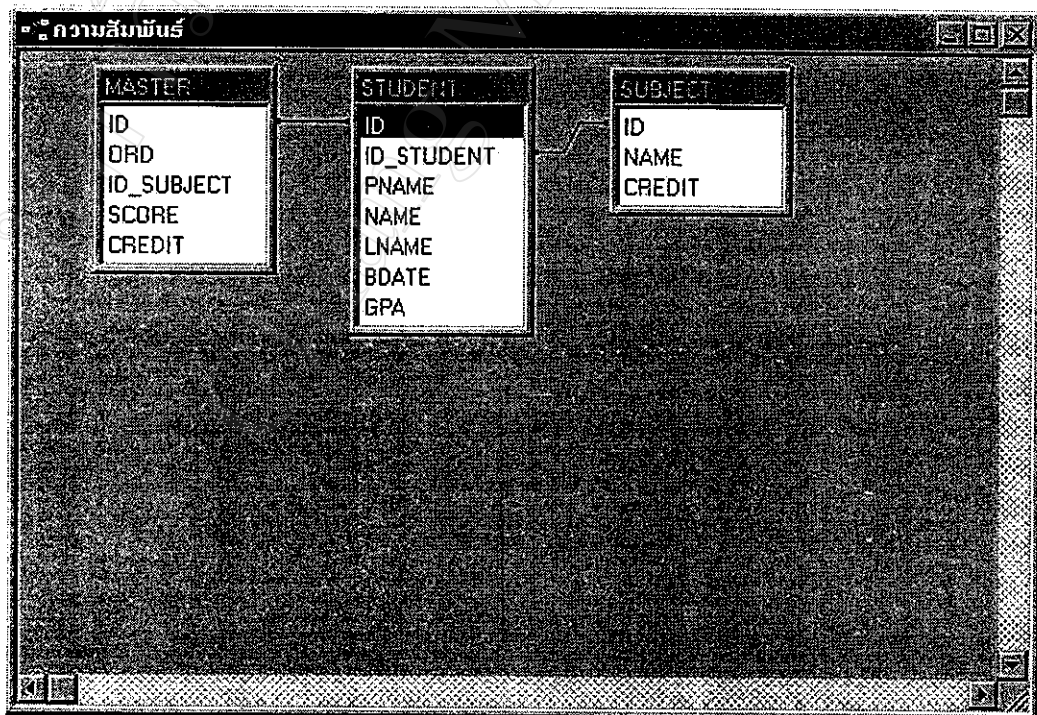 ความสัมพันธ์
MASTER
ID
ORD
ID_SUBJECT
SCORE
CREDIT
STUDENT
ID
ID_STUDENT
PNAME
NAME
LNAME
BDATE
GPA
SUBJECT
ID
NAME
CREDIT